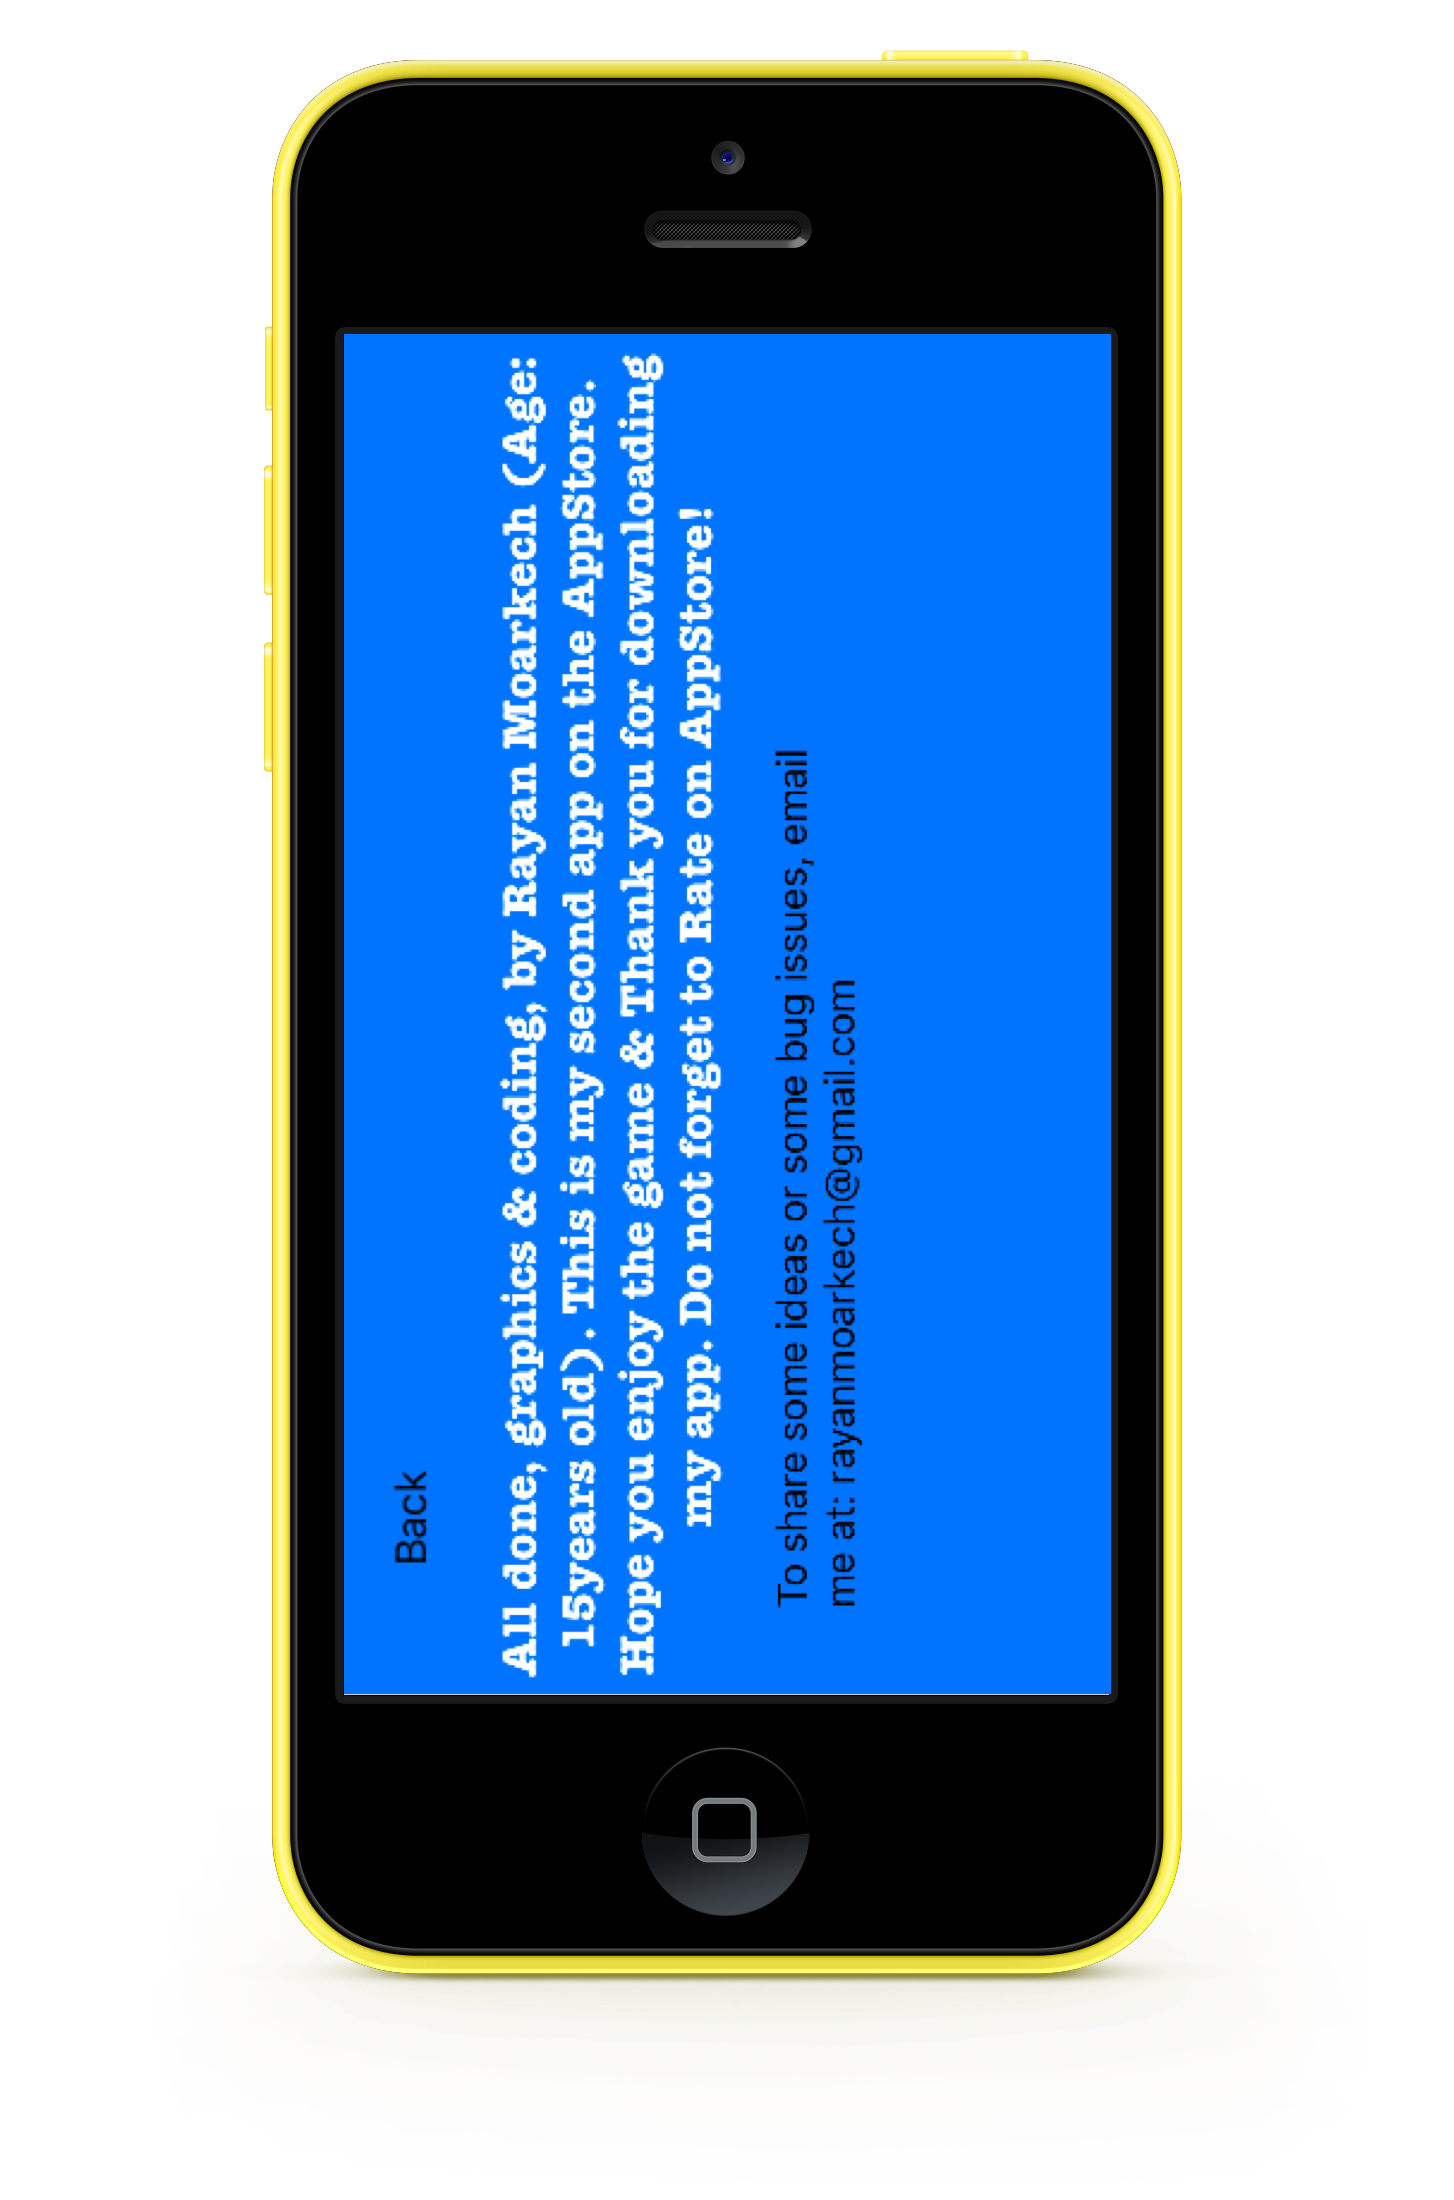 Back
All done, graphics & coding, by Rayan Moarkech (Age:
15years old). This is my second app on the AppStore.
Hope you enjoy the game & Thank you for downloading
my app. Do not forget to Rate on AppStore!
To share some ideas or some bug issues, email
me at: rayanmoarkech@gmail.com